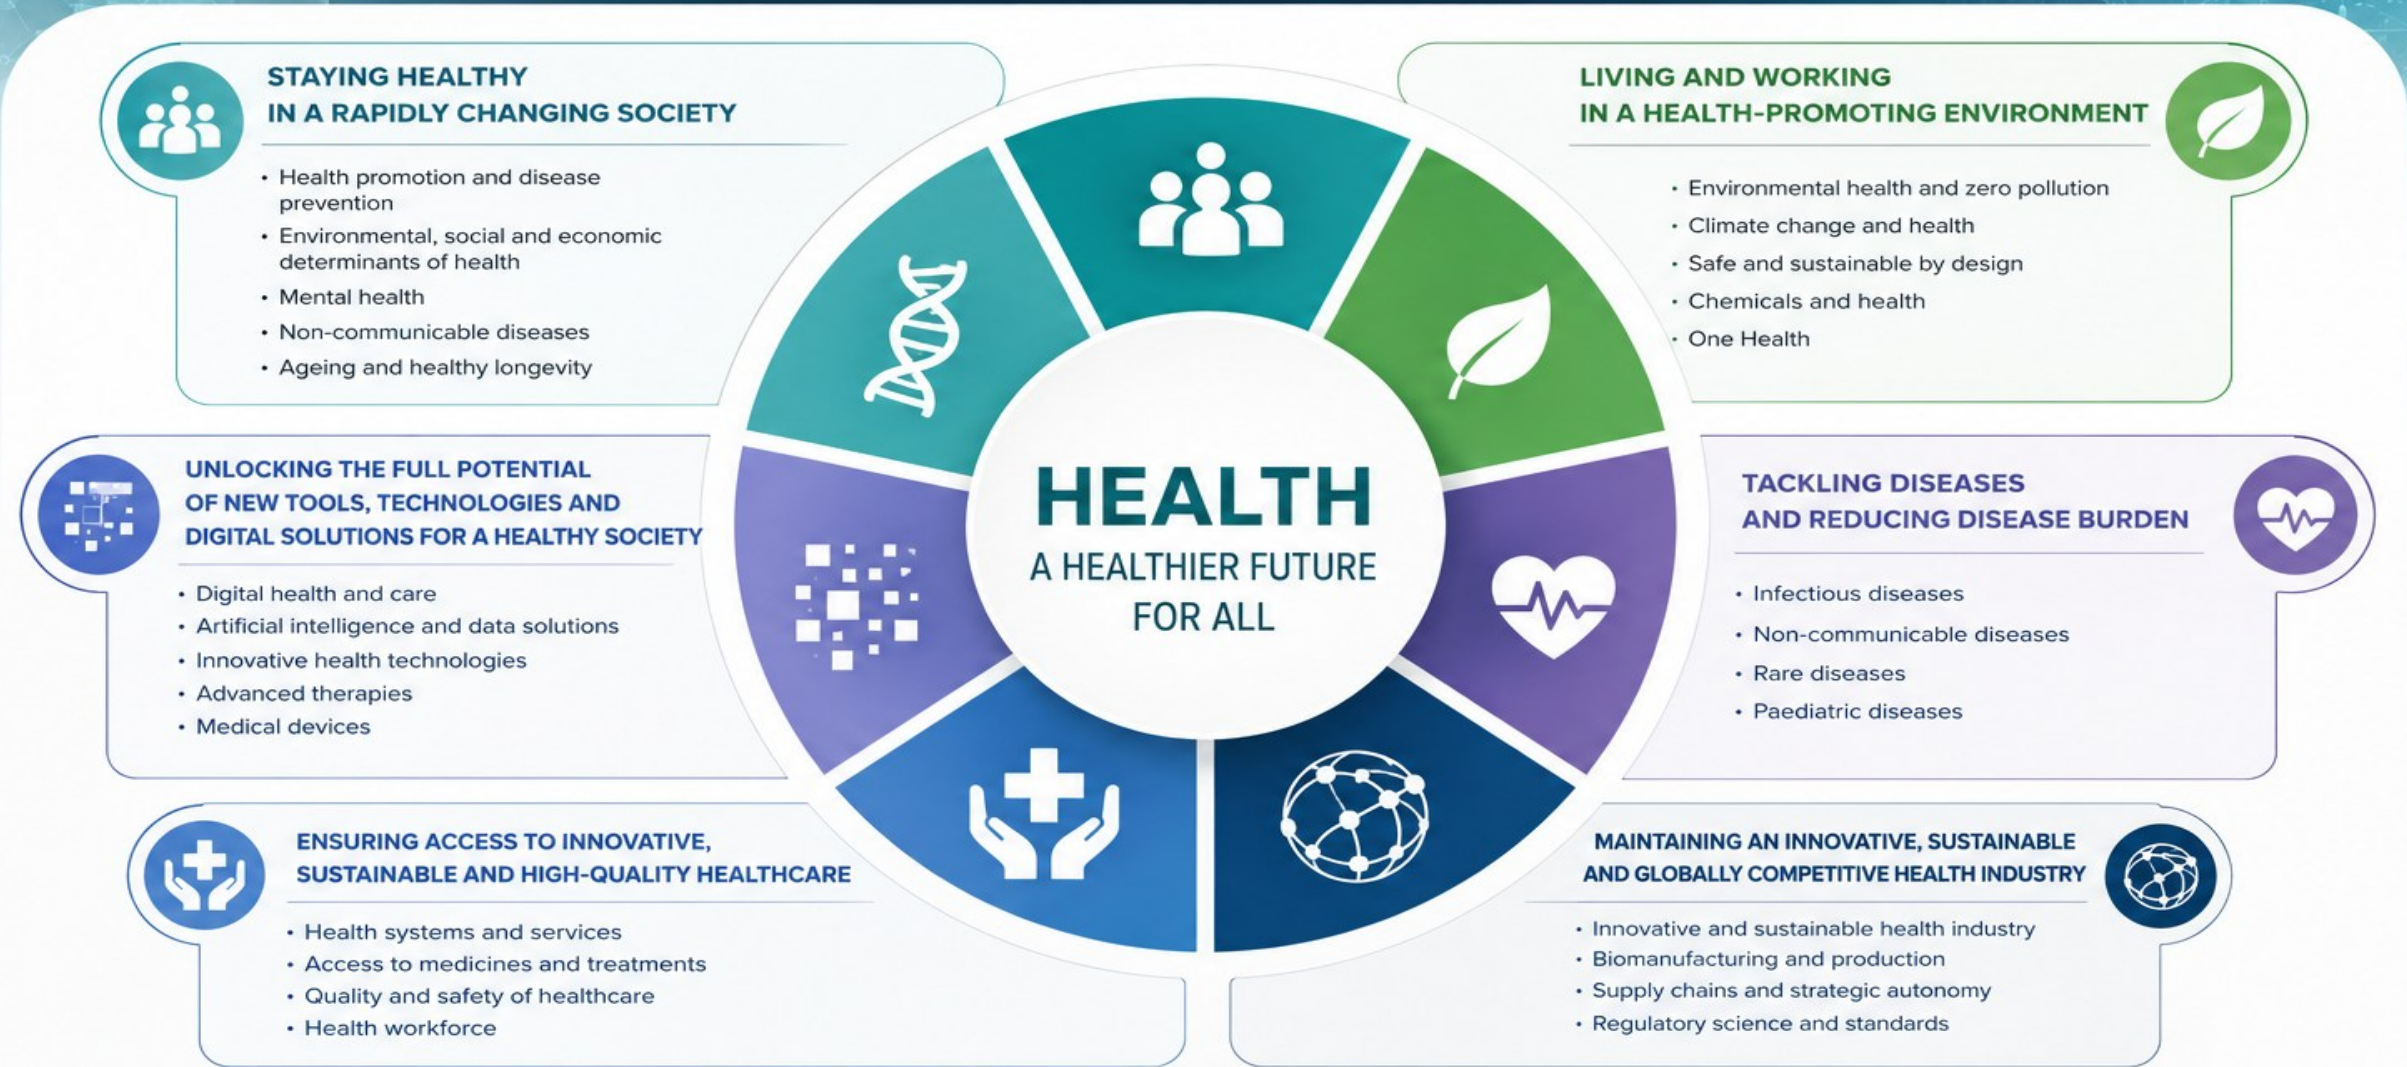 STAYING HEALTHY
IN A RAPIDLY CHANGING SOCIETY
• Health promotion and disease
prevention
• Environmental, social and economic
determinants of health
• Mental health
• Non-communicable diseases
• Ageing and healthy longevity
LIVING AND WORKING
IN A HEALTH-PROMOTING ENVIRONMENT
• Environmental health and zero pollution
• Climate change and health
• Safe and sustainable by design
• Chemicals and health
• One Health
UNLOCKING THE FULL POTENTIAL
OF NEW TOOLS, TECHNOLOGIES AND
DIGITAL SOLUTIONS FOR A HEALTHY SOCIETY
• Digital health and care
• Artificial intelligence and data solutions
• Innovative health technologies
• Advanced therapies
• Medical devices
HEALTH
A HEALTHIER FUTURE
FOR ALL
TACKLING DISEASES
AND REDUCING DISEASE BURDEN
• Infectious diseases
• Non-communicable diseases
• Rare diseases
• Paediatric diseases
ENSURING ACCESS TO INNOVATIVE,
SUSTAINABLE AND HIGH-QUALITY HEALTHCARE
• Health systems and services
• Access to medicines and treatments
• Quality and safety of healthcare
• Health workforce
MAINTAINING AN INNOVATIVE, SUSTAINABLE
AND GLOBALLY COMPETITIVE HEALTH INDUSTRY
• Innovative and sustainable health industry
• Biomanufacturing and production
• Supply chains and strategic autonomy
• Regulatory science and standards